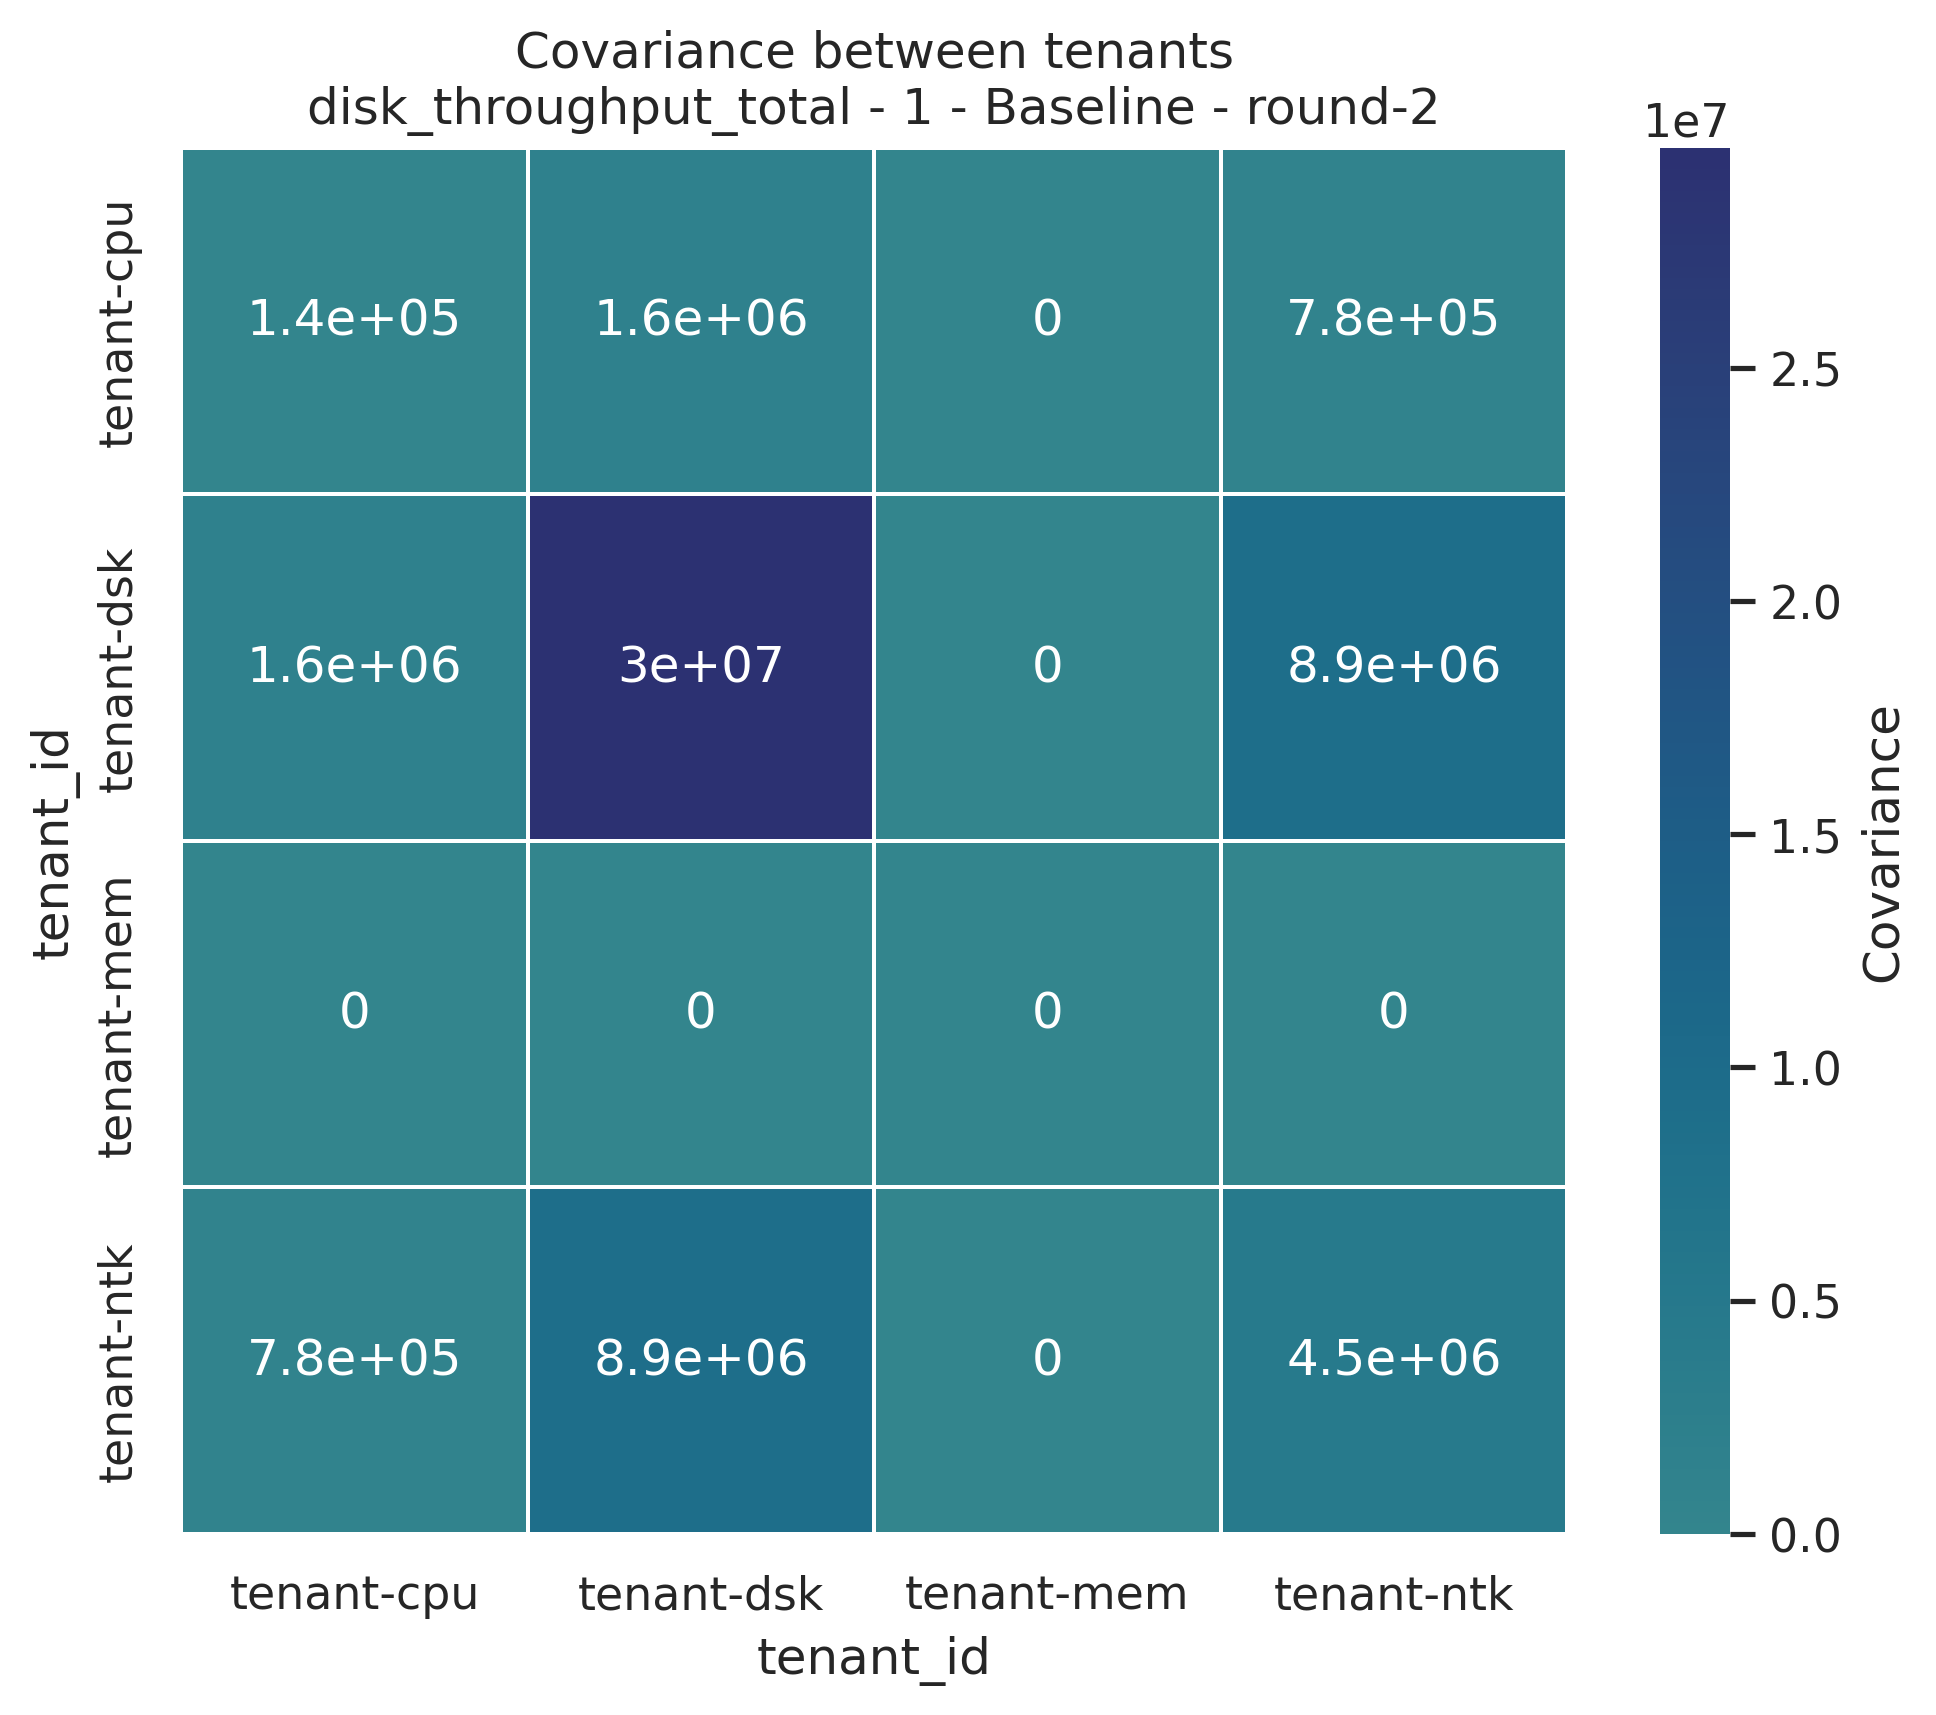 Covariance between tenants
disk_throughput_total - 1 - Baseline - round-2
1e7
tenant_id
tenant-cpu
1.4e+05 1.6e+06 0 7.8e+05
tenant-dsk
1.6e+06 3e+07 0 8.9e+06
tenant-mem
0 0 0 0
tenant-ntk
7.8e+05 8.9e+06 0 4.5e+06
tenant-cpu tenant-dsk tenant-mem tenant-ntk
tenant_id
2.5
2.0
1.5
1.0
0.5
0.0
Covariance